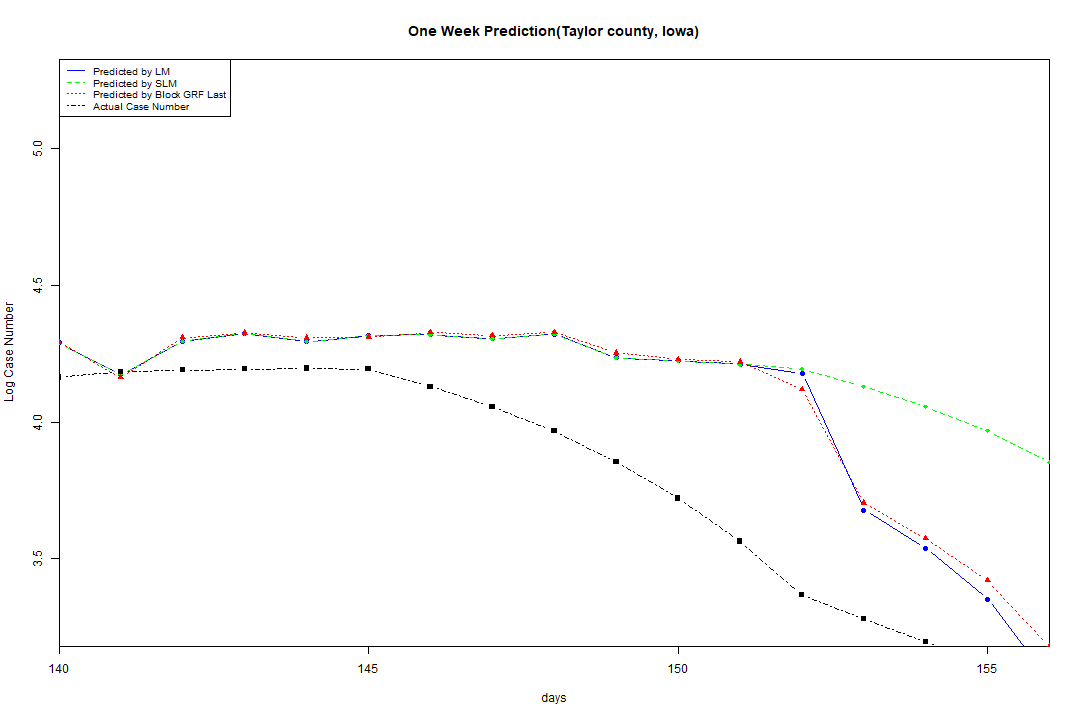 One Week Prediction(Taylor county, Iowa)
Predicted by LM
Predicted by SLM
Predicted by Block GRF Last
Actual Case Number
5.0
4.5
4.0
3.5
Log Case Number
140 145 150 155
days